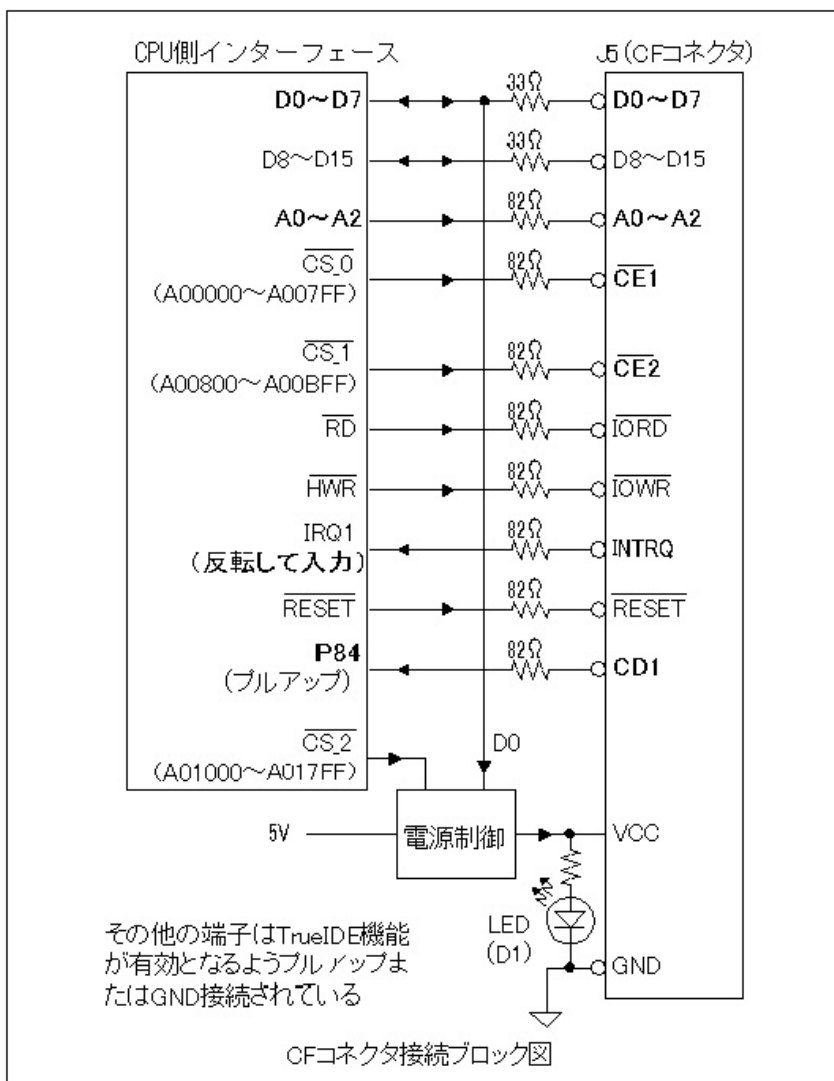 CPU側インターフェース
J5(CFコネクタ)
D0～D7
33Ω
D0～D7
D8～D15
33Ω
D8～D15
A0～A2
82Ω
A0～A2
CS_0
(A00000～A007FF)
82Ω
CE1
CS_1
(A00800～A00BFF)
82Ω
CE2
RD
82Ω
IORD
HWR
82Ω
IOWR
IRQ1
(反転して入力)
82Ω
INTRQ
RESET
82Ω
RESET
P84
(プルアップ)
82Ω
CD1
CS_2
(A01000～A017FF)
D0
5V
電源制御
VCC
LED
(D1)
GND
その他の端子はTrueIDE機能
が有効となるようプルアップま
たはGND接続されている
CFコネクタ接続ブロック図